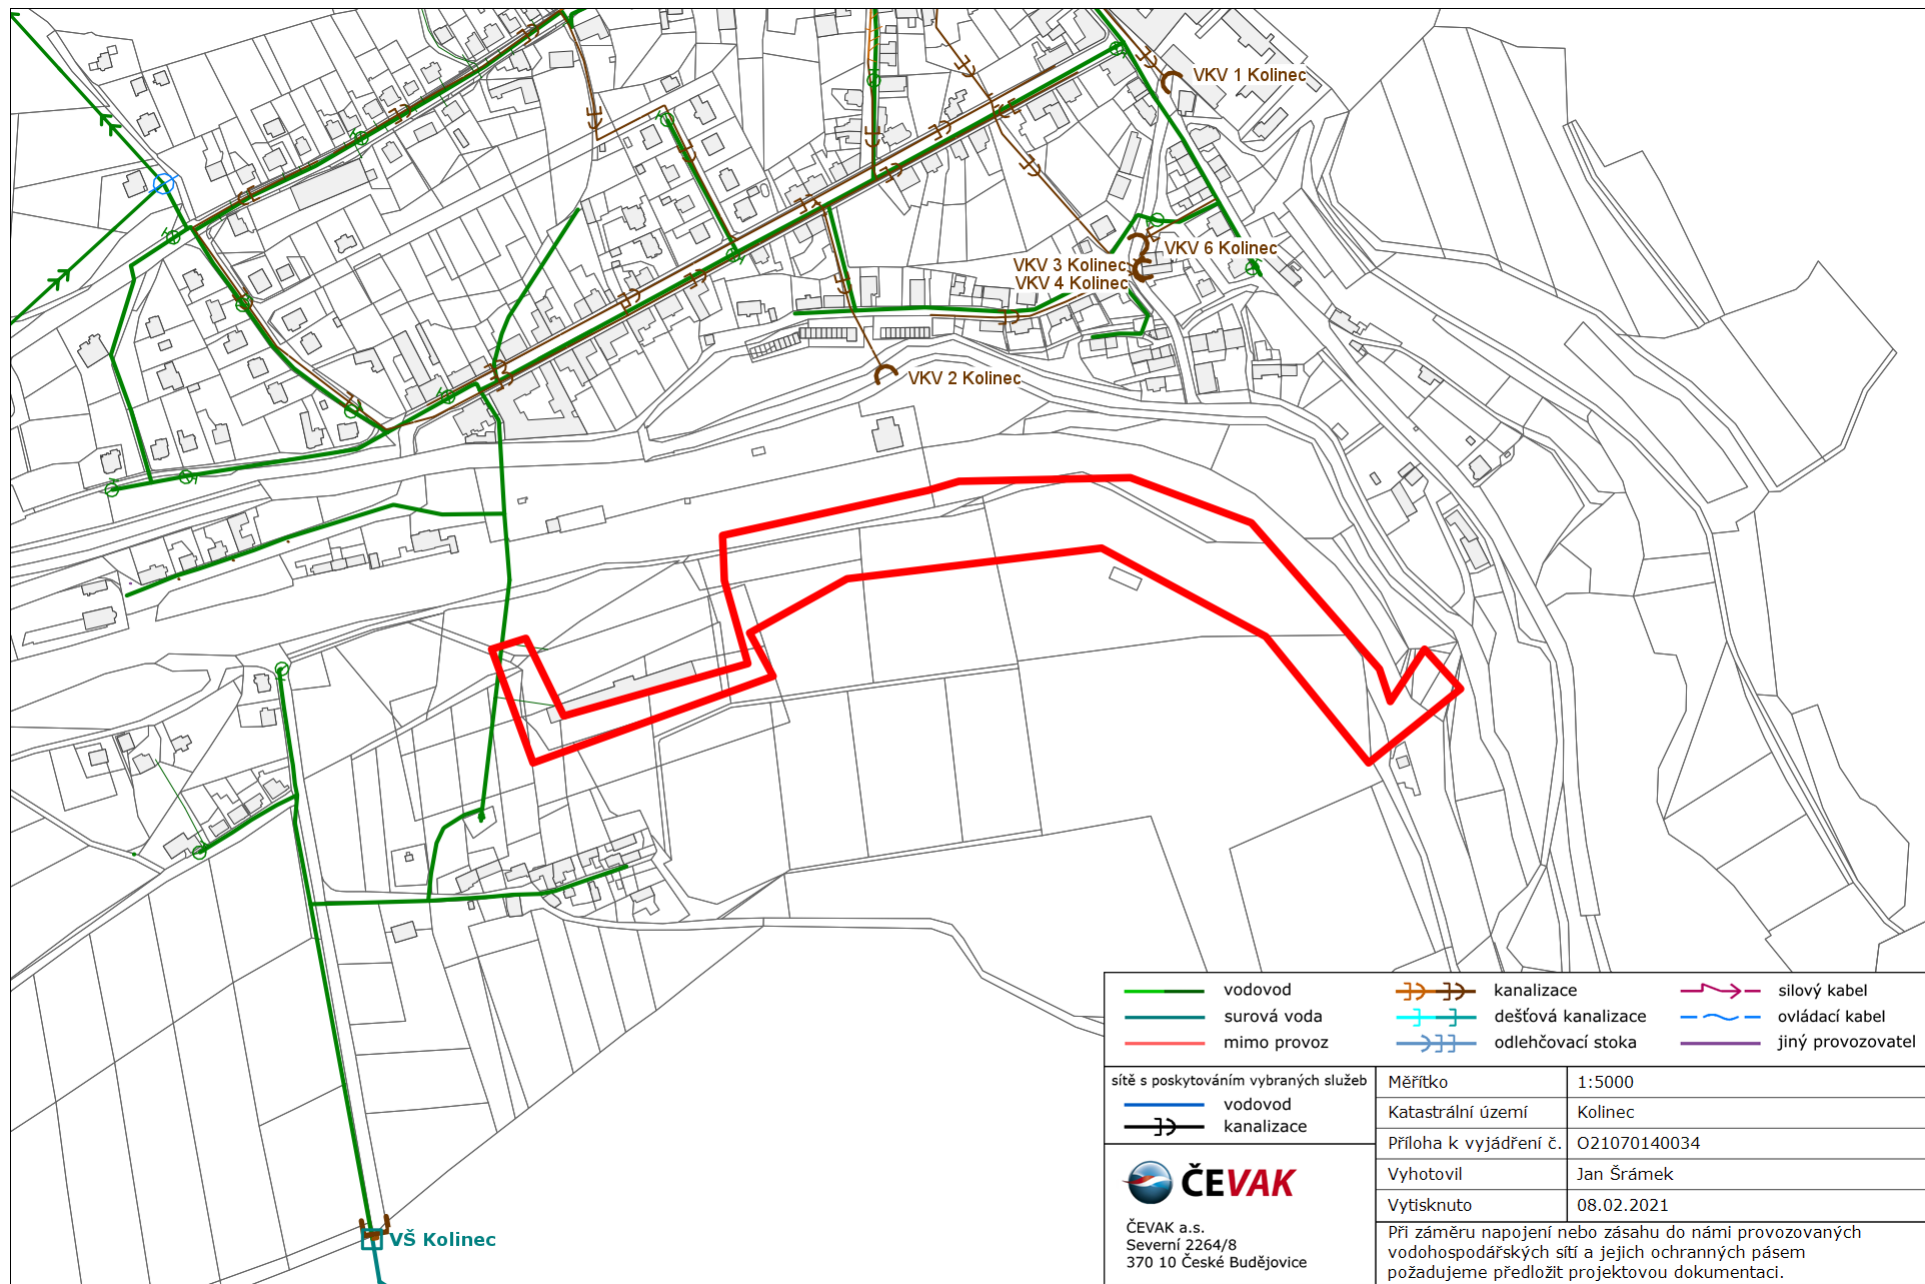 VKV 1 Kolinec
VKV 6 Kolinec
VKV 3 Kolinec
VKV 4 Kolinec
VKV 2 Kolinec
VŠ Kolinec
vodovod
surová voda
mimo provoz
kanalizace
dešťová kanalizace
odlehčovací stoka
silový kabel
ovládací kabel
jiný provozovatel
sítě s poskytováním vybraných služeb
vodovod
kanalizace
ČEVAK
ČEVAK a.s.
Severní 2264/8
370 10 České Budějovice
Měřítko 1:5000
Katastrální území Kolinec
Příloha k vyjádření č. O21070140034
Vyhotovil Jan Šrámek
Vytisknuto 08.02.2021
Při záměru napojení nebo zásahu do námi provozovaných
vodohospodářských sítí a jejich ochranných pásem
požadujeme předložit projektovou dokumentaci.